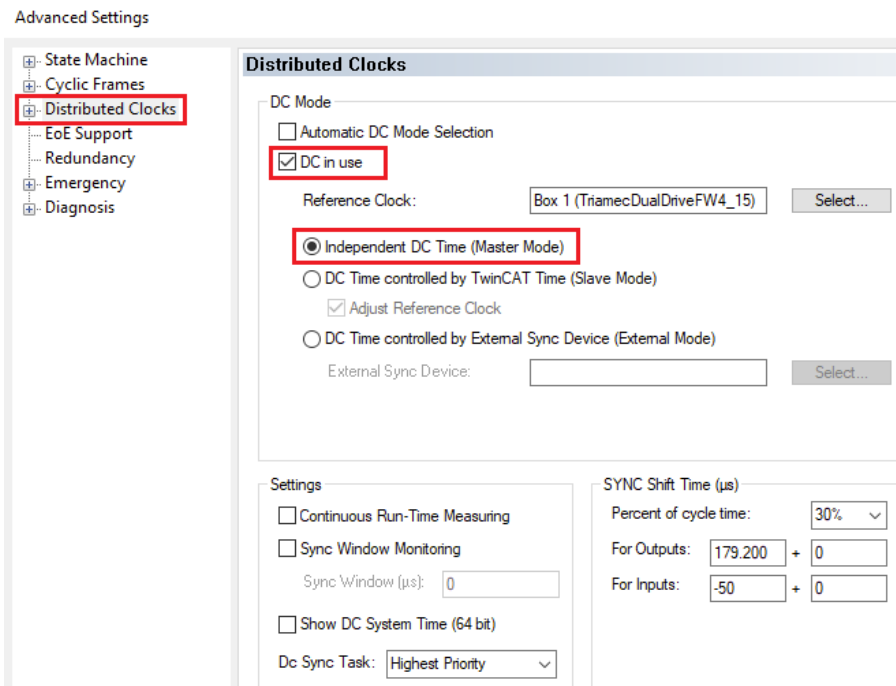 Advanced Settings
State Machine
Cyclic Frames
Distributed Clocks
EoE Support
Redundancy
Emergency
Diagnosis
Distributed Clocks
DC Mode
Automatic DC Mode Selection
DC in use
Reference Clock: Box 1 (TriamecDualDriveFW4_15) Select...
Independent DC Time (Master Mode)
DC Time controlled by TwinCAT Time (Slave Mode)
Adjust Reference Clock
DC Time controlled by External Sync Device (External Mode)
External Sync Device: Select...
Settings
Continuous Run-Time Measuring
Sync Window Monitoring
Sync Window (µs): 0
Show DC System Time (64 bit)
Dc Sync Task: Highest Priority
SYNC Shift Time (µs)
Percent of cycle time: 30%
For Outputs: 179.200 + 0
For Inputs: -50 + 0